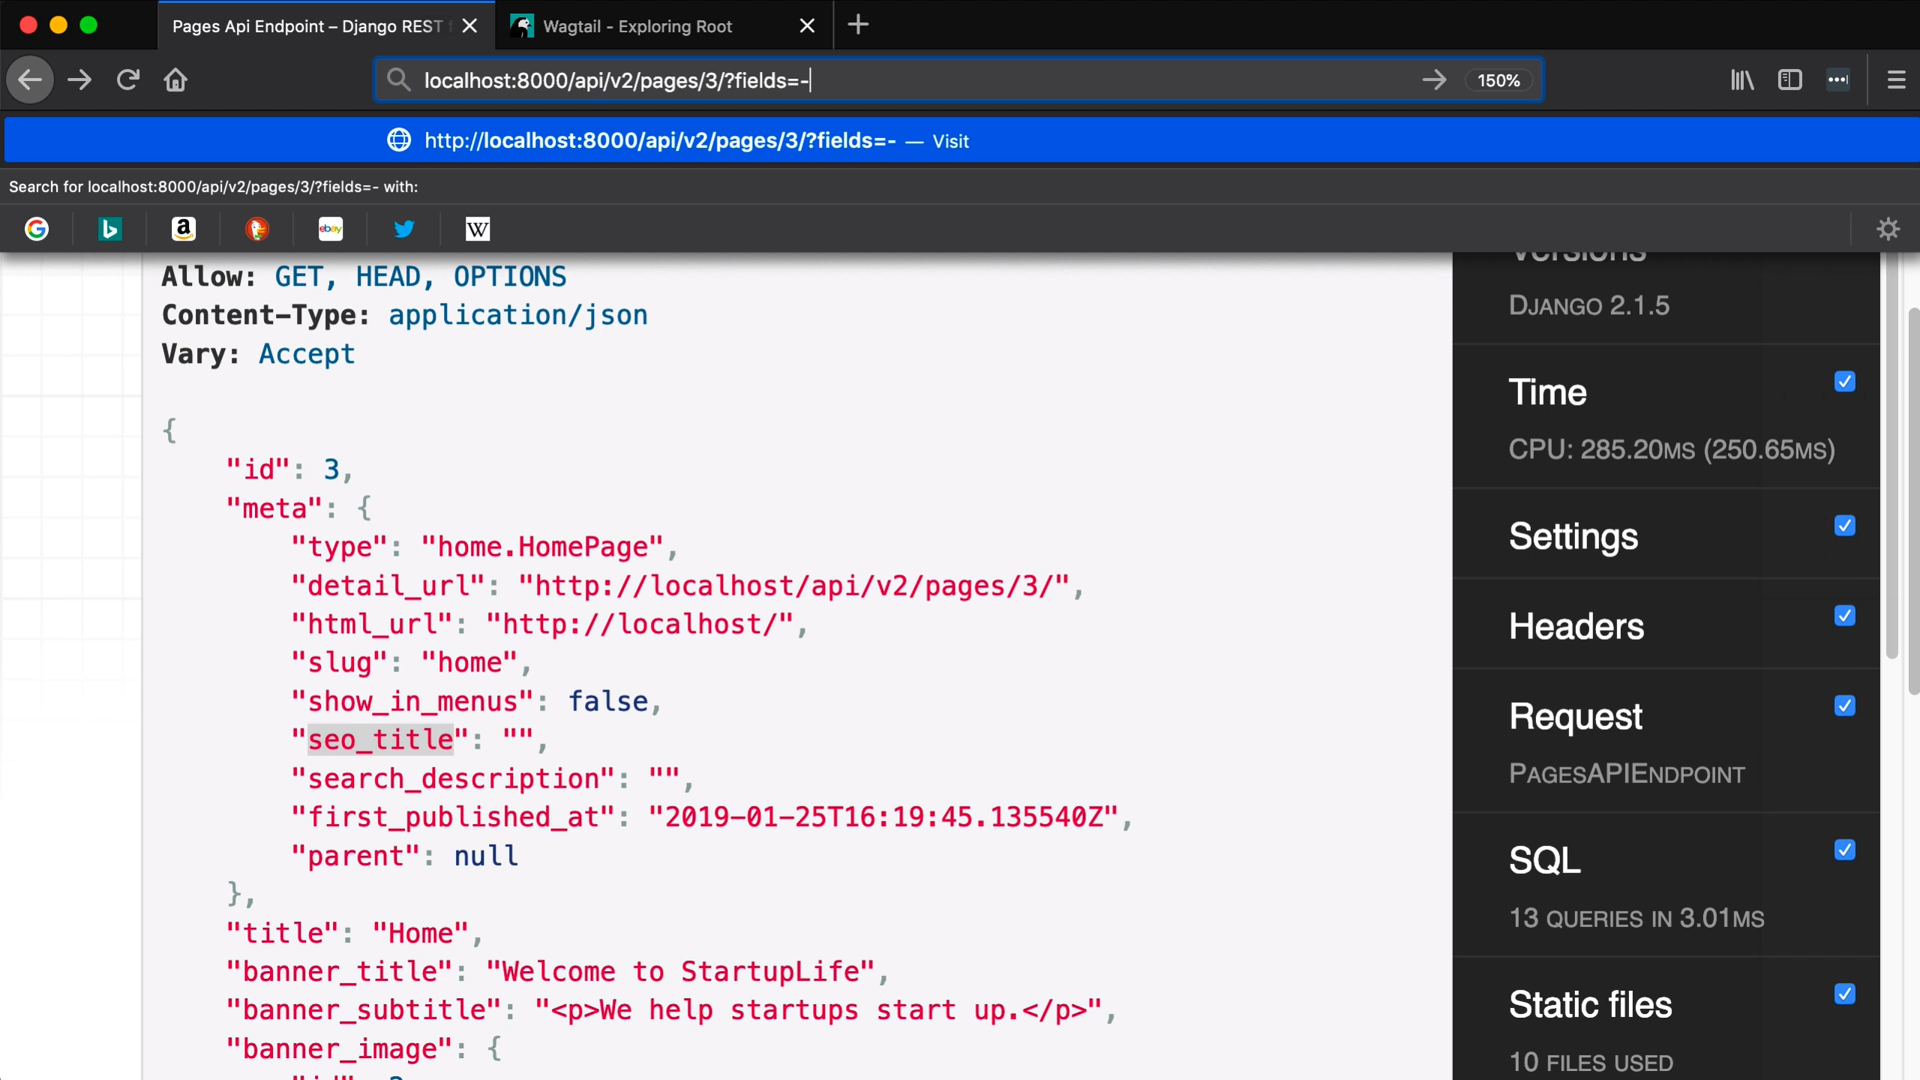 Pages Api Endpoint – Django REST
Wagtail - Exploring Root
localhost:8000/api/v2/pages/3/?fields=-
150%
http://localhost:8000/api/v2/pages/3/?fields=- — Visit
Search for localhost:8000/api/v2/pages/3/?fields=- with:
G
b
a
ebay
W
Allow: GET, HEAD, OPTIONS
Content-Type: application/json
Vary: Accept
{
"id": 3,
"meta": {
"type": "home.HomePage",
"detail_url": "http://localhost/api/v2/pages/3/",
"html_url": "http://localhost/",
"slug": "home",
"show_in_menus": false,
"seo_title": "",
"search_description": "",
"first_published_at": "2019-01-25T16:19:45.135540Z",
"parent": null
},
"title": "Home",
"banner_title": "Welcome to StartupLife",
"banner_subtitle": "<p>We help startups start up.</p>",
"banner_image": {
Versions
Django 2.1.5
Time
CPU: 285.20ms (250.65ms)
Settings
Headers
Request
PagesAPIEndpoint
SQL
13 queries in 3.01ms
Static files
10 files used